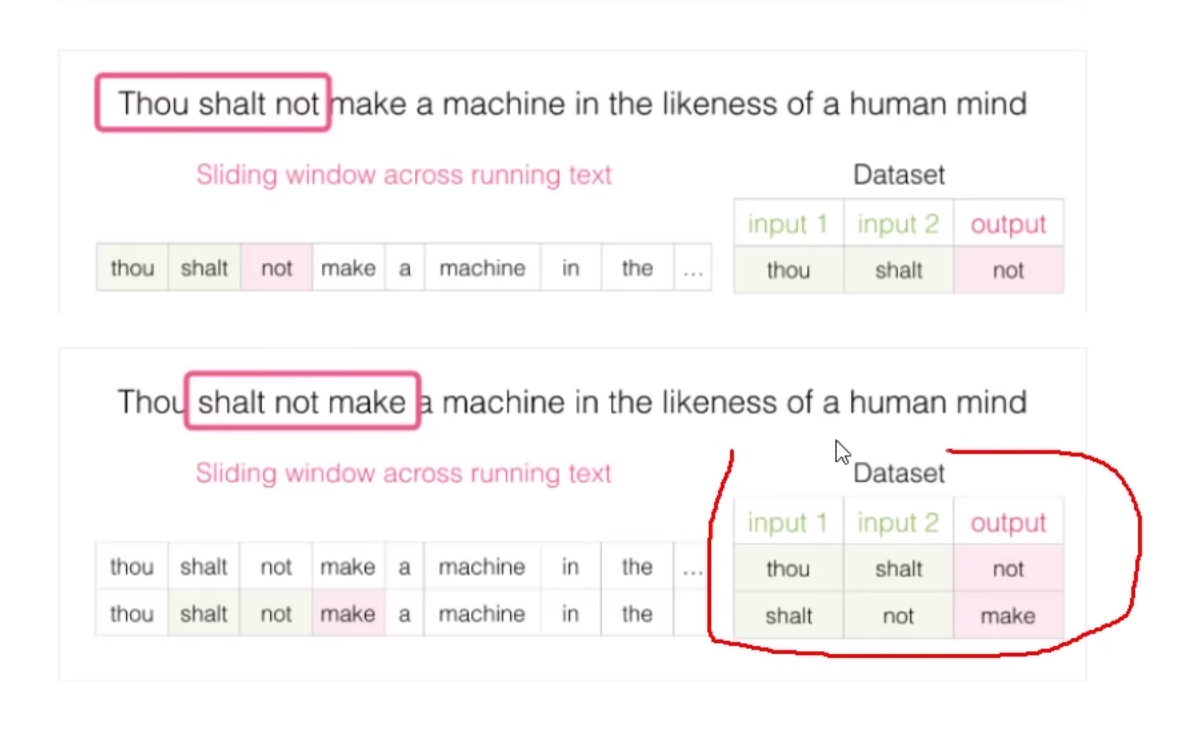 Thou shalt not make a machine in the likeness of a human mind
Sliding window across running text
Dataset
input 1 input 2 output
thou shalt not make a machine in the ...
thou shalt not
Thou shalt not make a machine in the likeness of a human mind
Sliding window across running text
Dataset
input 1 input 2 output
thou shalt not make a machine in the ...
thou shalt not
thou shalt not make a machine in the
shalt not make